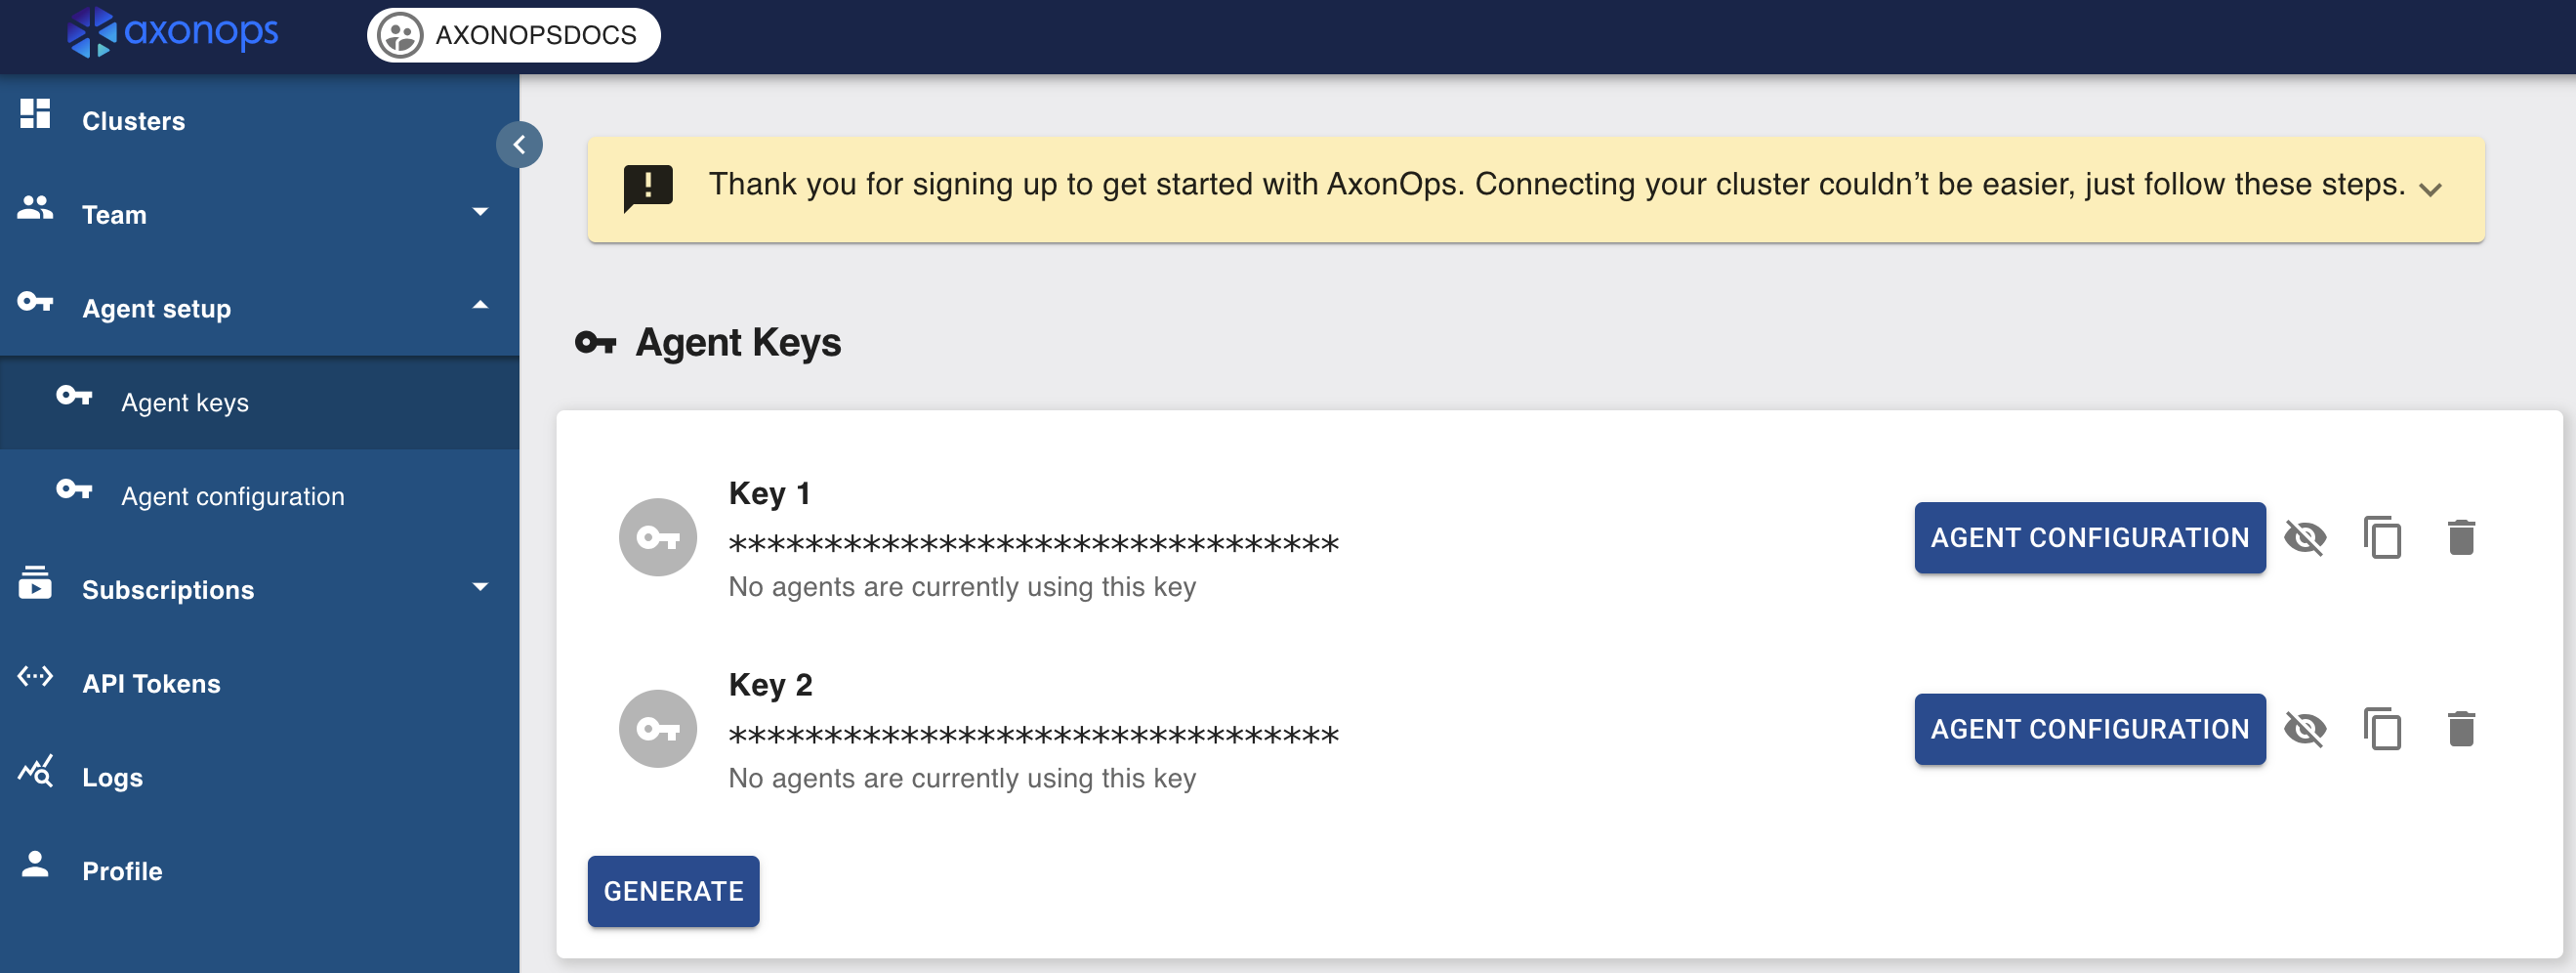 axonops
AXONOPSDOCS
Clusters
Team
Agent setup
Agent keys
Agent configuration
Subscriptions
API Tokens
Logs
Profile
Thank you for signing up to get started with AxonOps. Connecting your cluster couldn’t be easier, just follow these steps.
Agent Keys
Key 1
********************************
No agents are currently using this key
AGENT CONFIGURATION
Key 2
********************************
No agents are currently using this key
AGENT CONFIGURATION
GENERATE